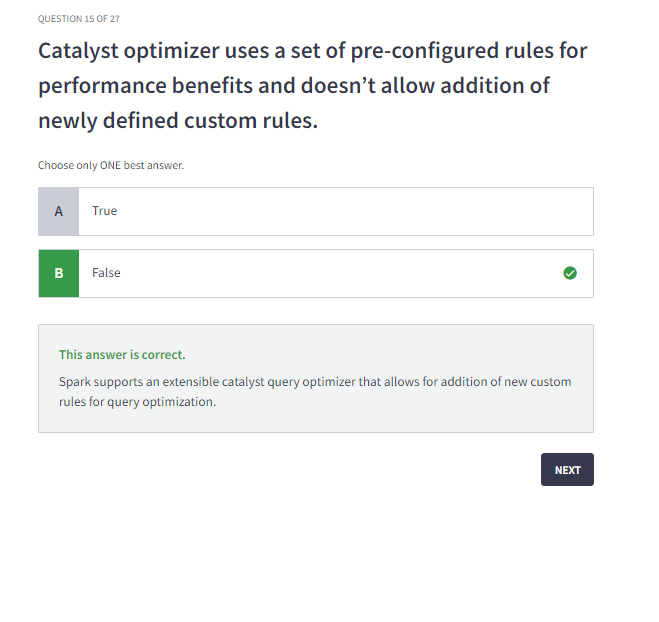 QUESTION 15 OF 27
Catalyst optimizer uses a set of pre-configured rules for
performance benefits and doesn’t allow addition of
newly defined custom rules.
Choose only ONE best answer.
A
True
B
False
This answer is correct.
Spark supports an extensible catalyst query optimizer that allows for addition of new custom
rules for query optimization.
NEXT